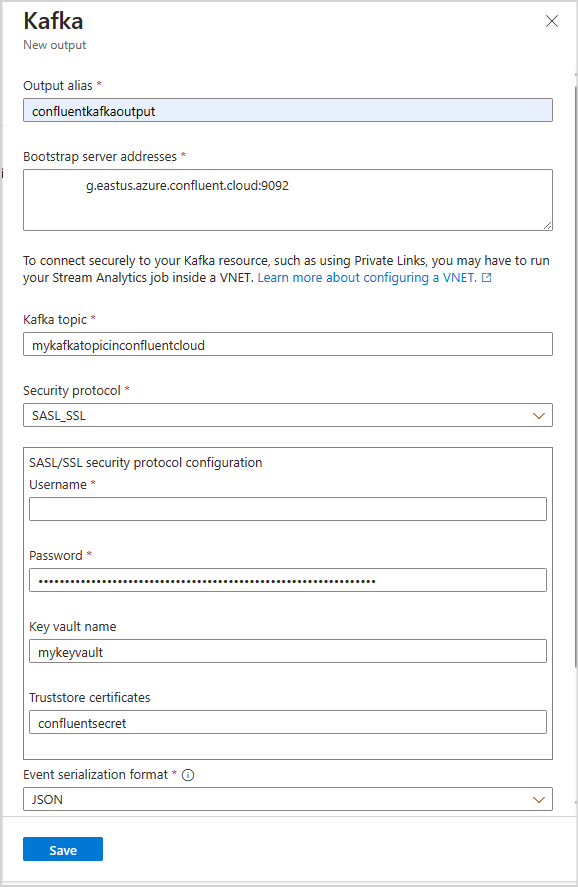 Kafka
New output
Output alias *
confluentkafkaoutput
Bootstrap server addresses *
g.eastus.azure.confluent.cloud:9092
To connect securely to your Kafka resource, such as using Private Links, you may have to run
your Stream Analytics job inside a VNET. Learn more about configuring a VNET.
Kafka topic *
mykafkatopicinconfluentcloud
Security protocol *
SASL_SSL
SASL/SSL security protocol configuration
Username *
Password *
••••••••••••••••••••••••••••••••••••••••••••••••••••••••••••••••
Key vault name
mykeyvault
Truststore certificates
confluentsecret
Event serialization format *
JSON
Save